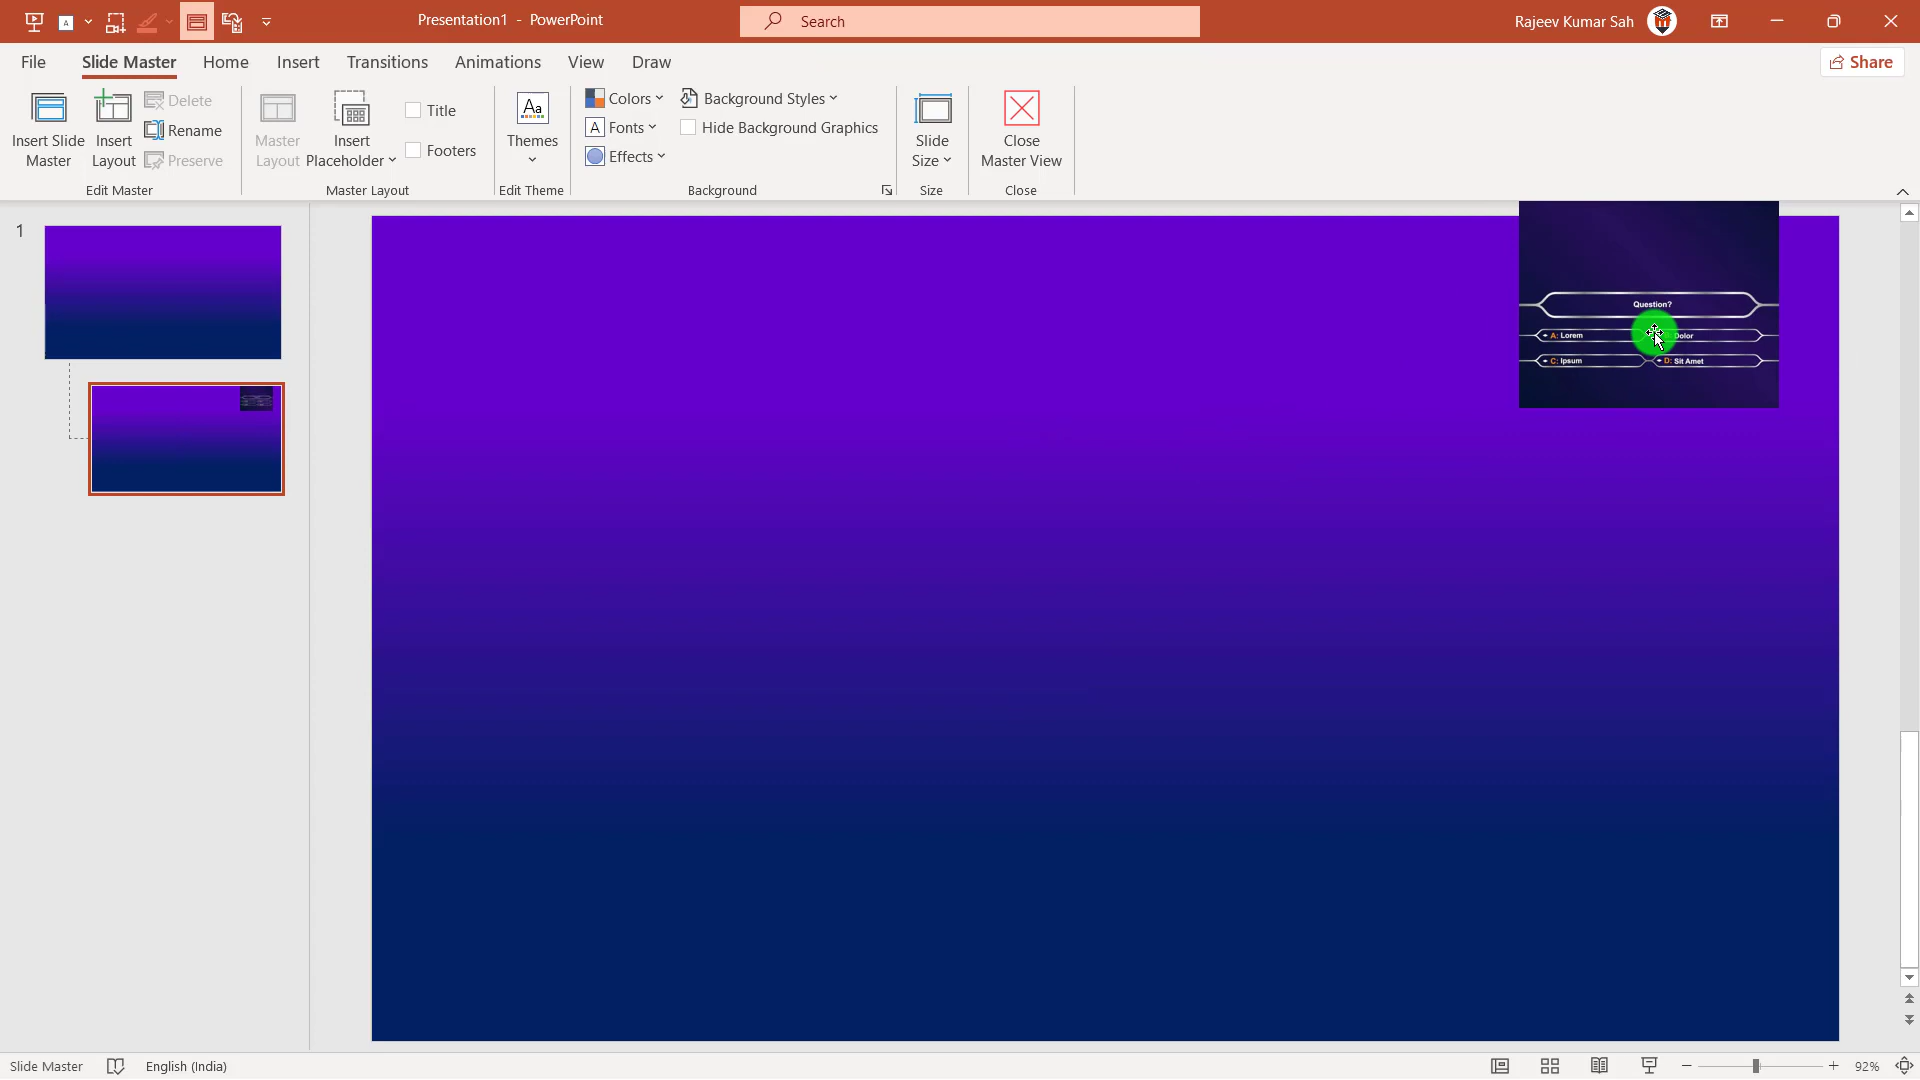 Presentation1 - PowerPoint
Search
Rajeev Kumar Sah
File
Slide Master
Home
Insert
Transitions
Animations
View
Draw
Share
Insert Slide
Master
Insert
Layout
Delete
Rename
Preserve
Edit Master
Master
Layout
Insert
Placeholder
Title
Footers
Master Layout
Aa
Themes
Edit Theme
Colors
A Fonts
Effects
Background Styles
Hide Background Graphics
Background
Slide
Size
Size
Close
Master View
Close
1
Question?
A: Lorem
Dolor
C: Ipsum
D: Sit Amet
Slide Master
English (India)
92%